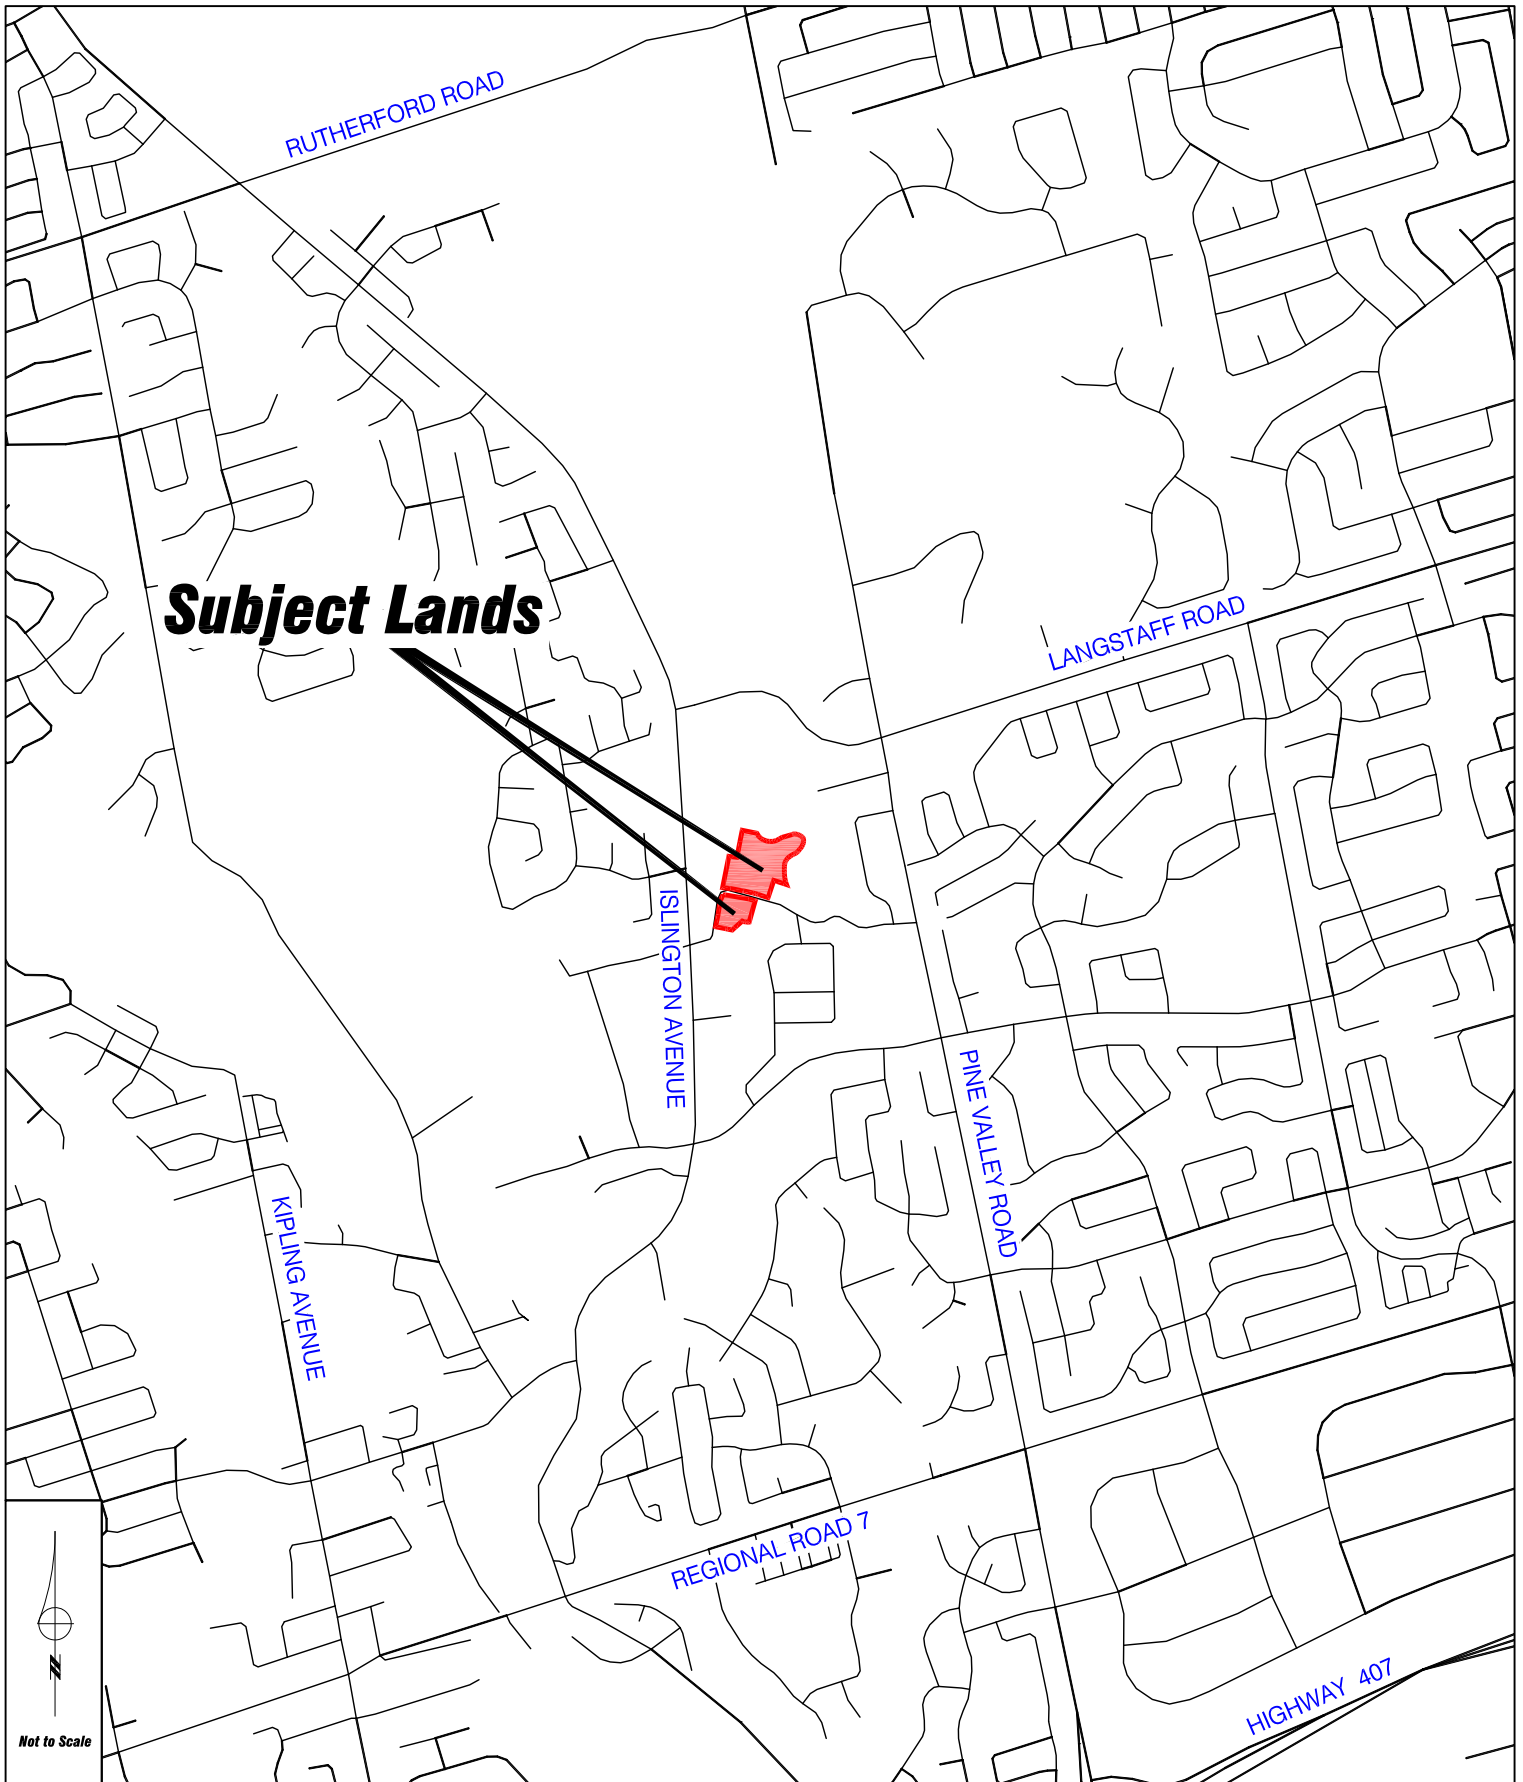 RUTHERFORD ROAD
Subject Lands
LANGSTAFF ROAD
ISLINGTON AVENUE
PINE VALLEY ROAD
KIPLING AVENUE
REGIONAL ROAD 7
HIGHWAY 407
N
Not to Scale